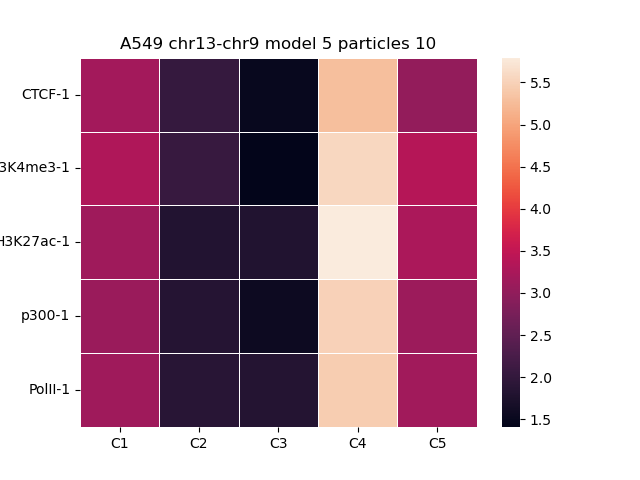 A549 chr13-chr9 model 5 particles 10
CTCF-1
3K4me3-1
H3K27ac-1
p300-1
PolII-1
C1 C2 C3 C4 C5
5.5
5.0
4.5
4.0
3.5
3.0
2.5
2.0
1.5